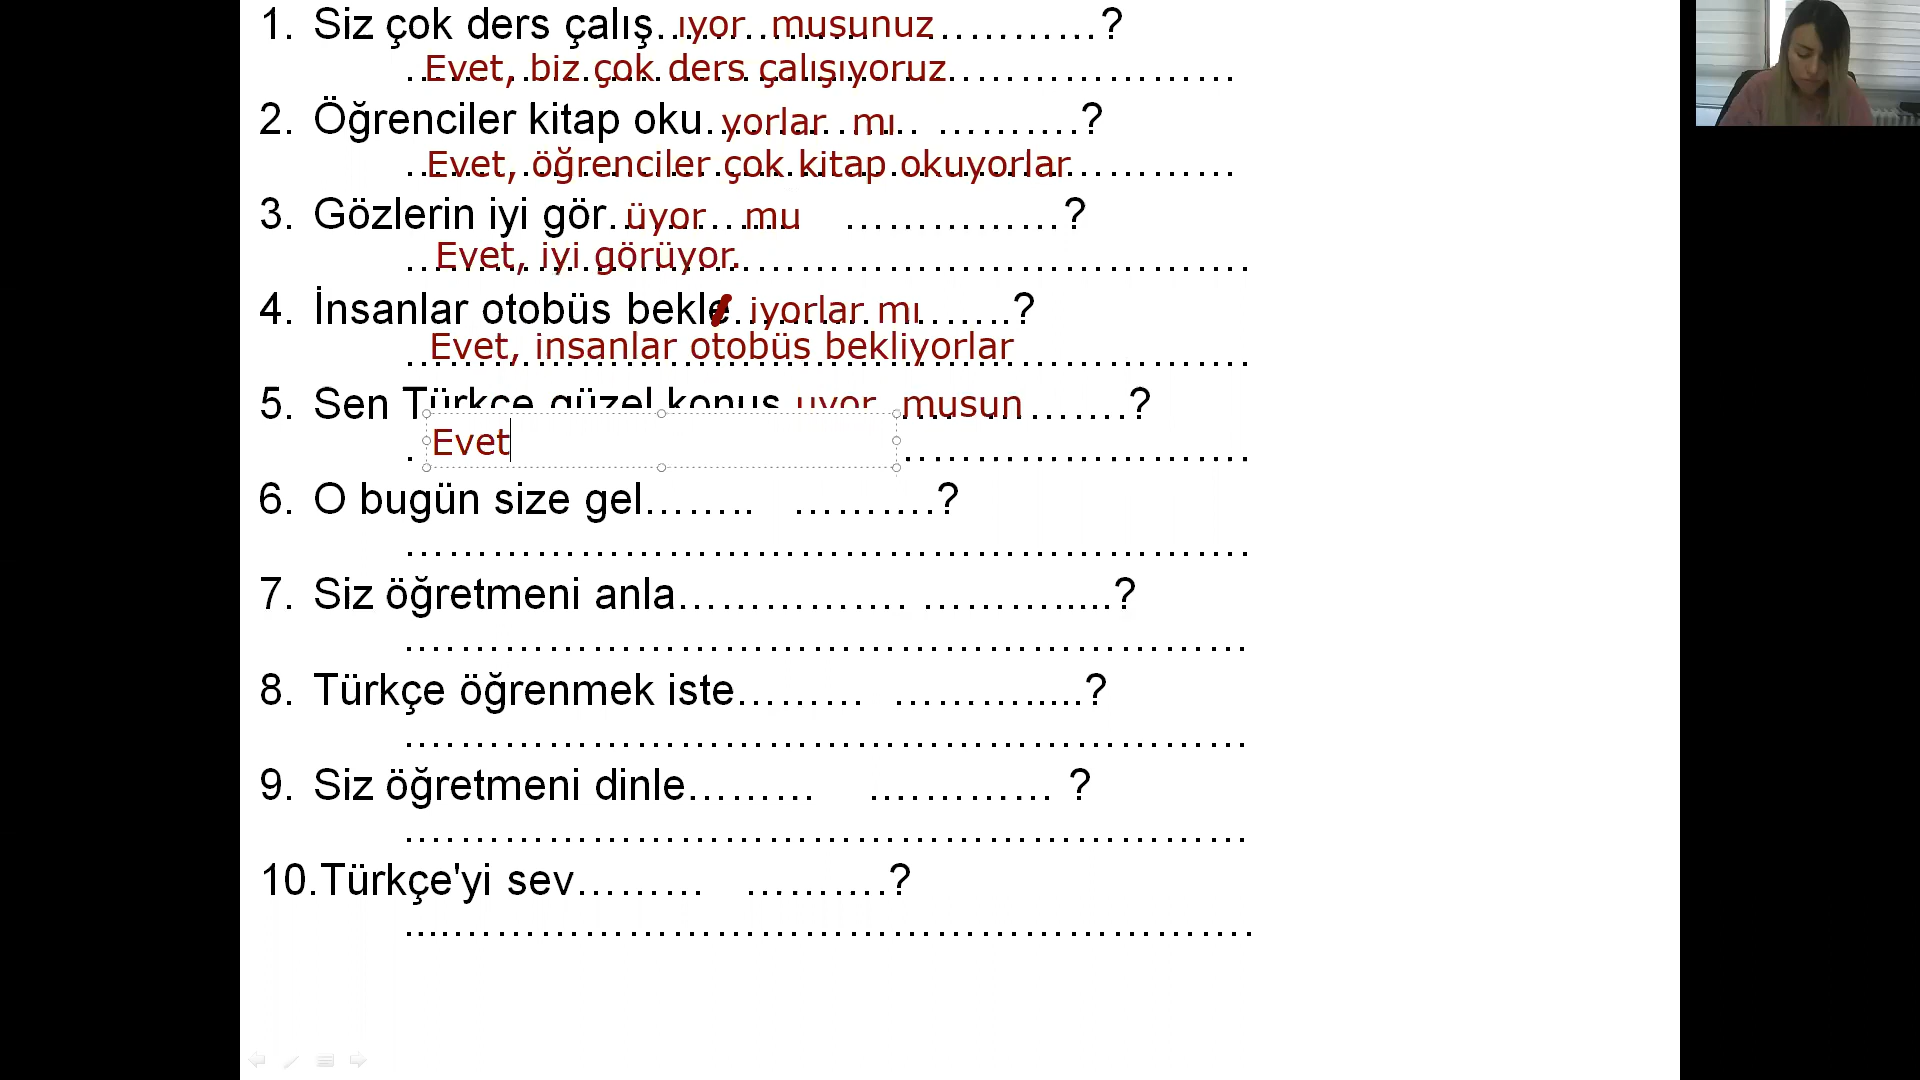 1. Siz çok ders çalış.ıyor musunuz…………?
Evet, biz çok ders çalışıyoruz
2. Öğrenciler kitap oku.yorlar mı ……….?
Evet, öğrenciler çok kitap okuyorlar
3. Gözlerin iyi gör.üyor mu ……………?
Evet, iyi görüyor.
4. İnsanlar otobüs bekle iyorlar mı……..?
Evet, insanlar otobüs bekliyorlar
5. Sen Türkçe güzel konuş uyor musun…….?
Evet
6. O bugün size gel…….. ……….?
7. Siz öğretmeni anla……………. ……….....?
8. Türkçe öğrenmek iste……… ……….....?
9. Siz öğretmeni dinle……… …………. ?
10.Türkçe'yi sev……… ……….?